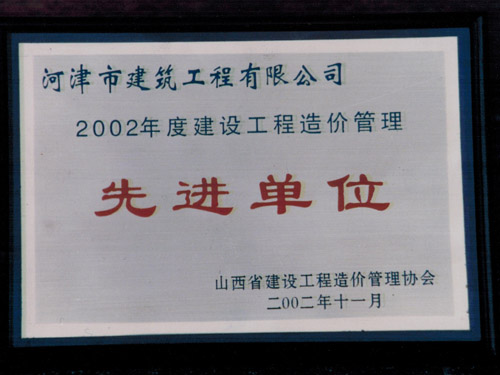 河津市建筑工程有限公司
2002年度建设工程造价管理
先进单位
山西省建设工程造价管理协会
二00二年十一月